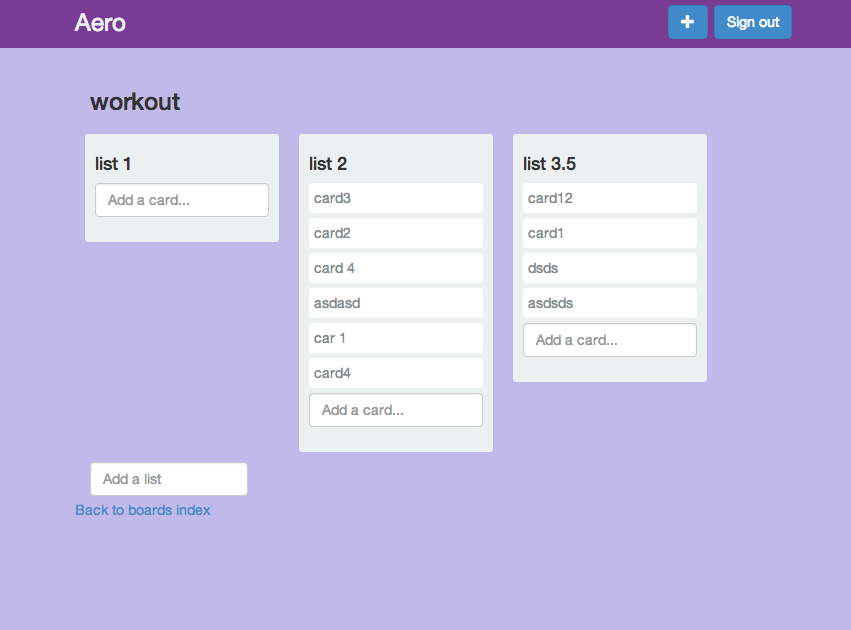 Aero
+ Sign out
workout
list 1
Add a card...
list 2
card3
card2
card 4
asdasd
car 1
card4
Add a card...
list 3.5
card12
card1
dsds
asdsds
Add a card...
Add a list
Back to boards index